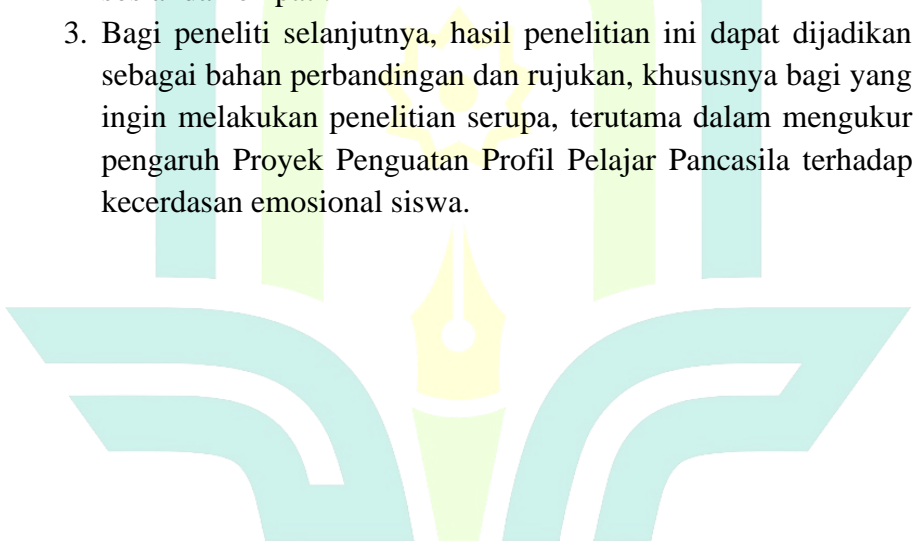 3. Bagi peneliti selanjutnya, hasil penelitian ini dapat dijadikan
sebagai bahan perbandingan dan rujukan, khususnya bagi yang
ingin melakukan penelitian serupa, terutama dalam mengukur
pengaruh Proyek Penguatan Profil Pelajar Pancasila terhadap
kecerdasan emosional siswa.